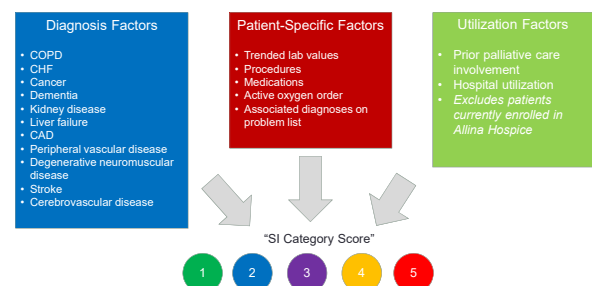 Diagnosis Factors
• COPD
• CHF
• Cancer
• Dementia
• Kidney disease
• Liver failure
• CAD
• Peripheral vascular disease
• Degenerative neuromuscular
disease
• Stroke
• Cerebrovascular disease
Patient-Specific Factors
• Trended lab values
• Procedures
• Medications
• Active oxygen order
• Associated diagnoses on
problem list
Utilization Factors
• Prior palliative care
involvement
• Hospital utilization
• Excludes patients
currently enrolled in
Allina Hospice
“SI Category Score”
1 2 3 4 5